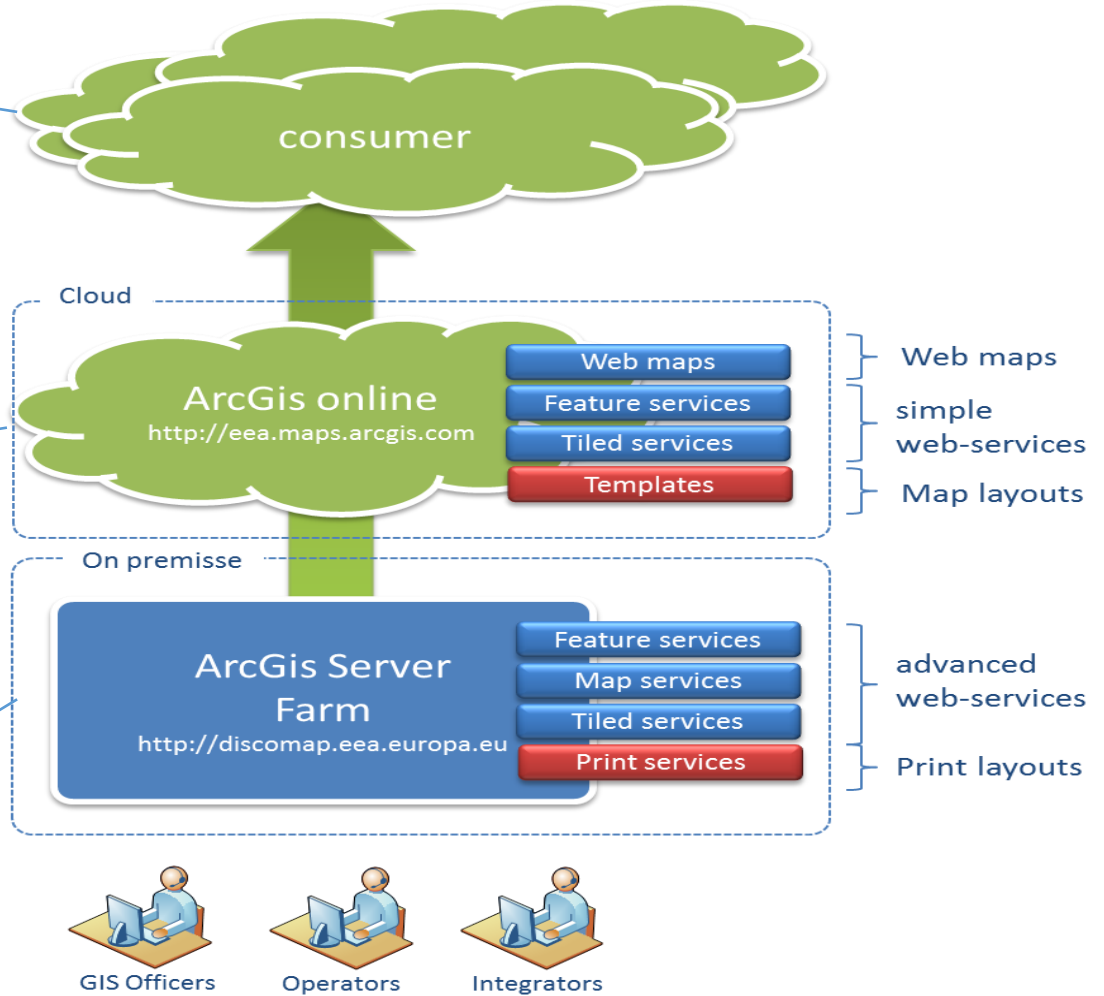 consumer
Cloud
ArcGis online
http://eea.maps.arcgis.com
Web maps
Feature services
Tiled services
Templates
Web maps
simple
web-services
Map layouts
On premisse
ArcGis Server
Farm
http://discomap.eea.europa.eu
Feature services
Map services
Tiled services
Print services
advanced
web-services
Print layouts
GIS Officers
Operators
Integrators